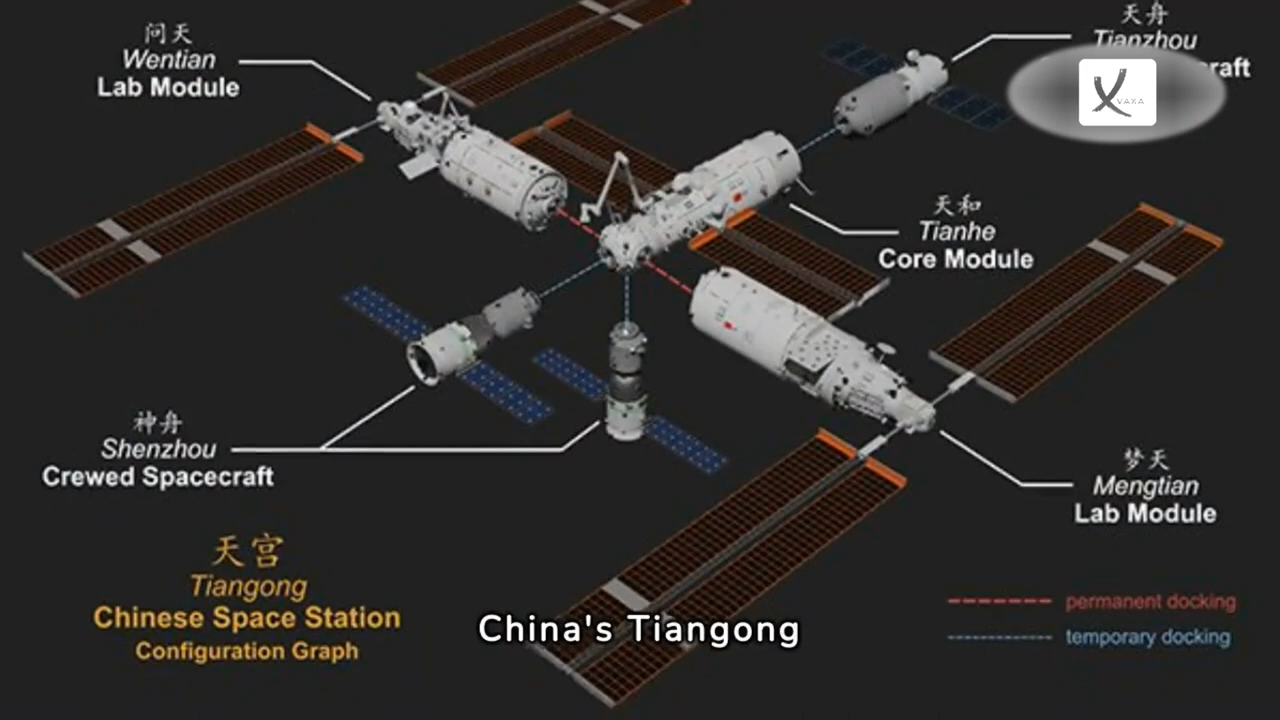 问天
Wentian
Lab Module
天舟
Tianzhou
VAXA
天和
Tianhe
Core Module
神舟
Shenzhou
Crewed Spacecraft
梦天
Mengtian
Lab Module
天宫
Tiangong
Chinese Space Station
Configuration Graph
China's Tiangong
permanent docking
temporary docking